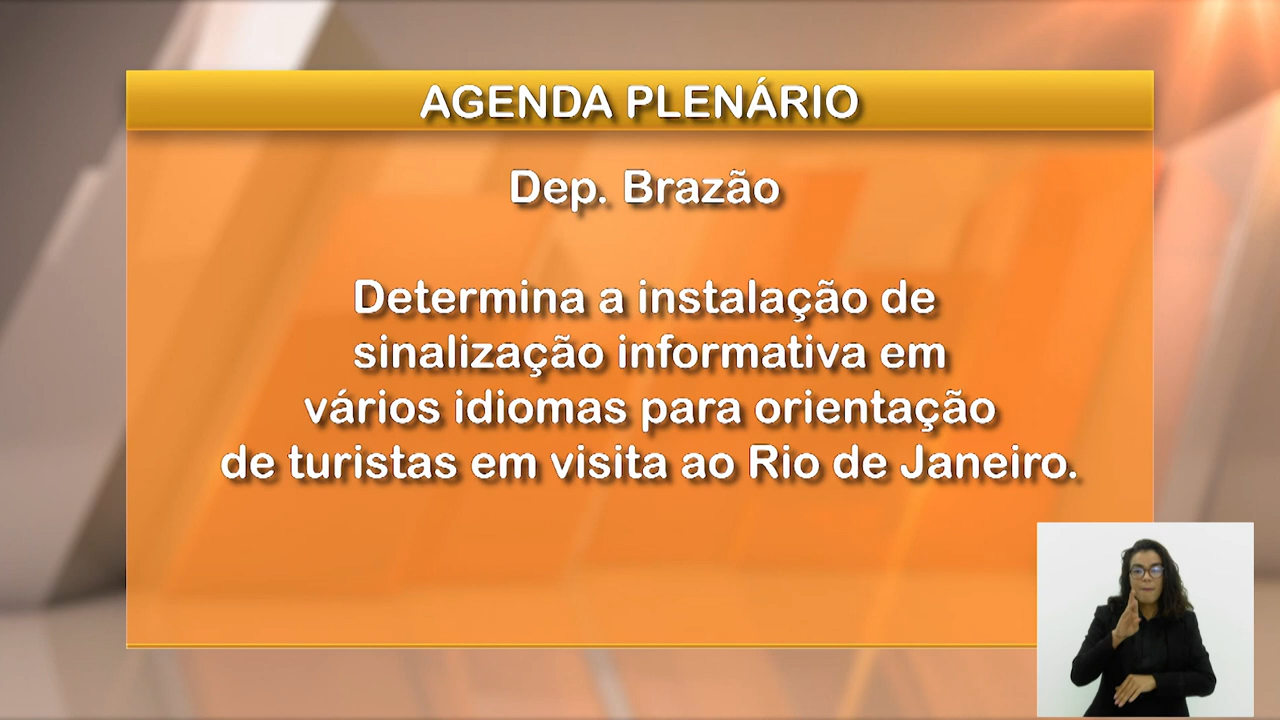 AGENDA PLENÁRIO
Dep. Brazão
Determina a instalação de
sinalização informativa em
vários idiomas para orientação
de turistas em visita ao Rio de Janeiro.